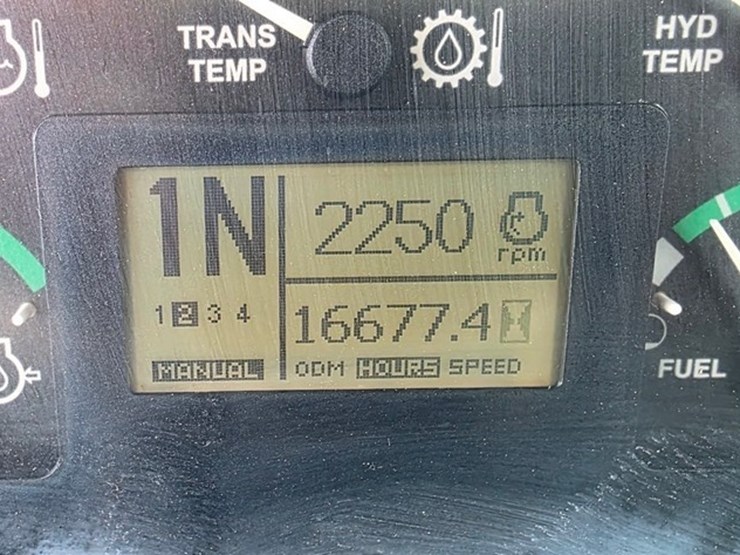 TRANS
TEMP
HYD
TEMP
1N
2250
rpm
1 2 3 4
16677.4
MANUAL
ODM HOURS SPEED
FUEL